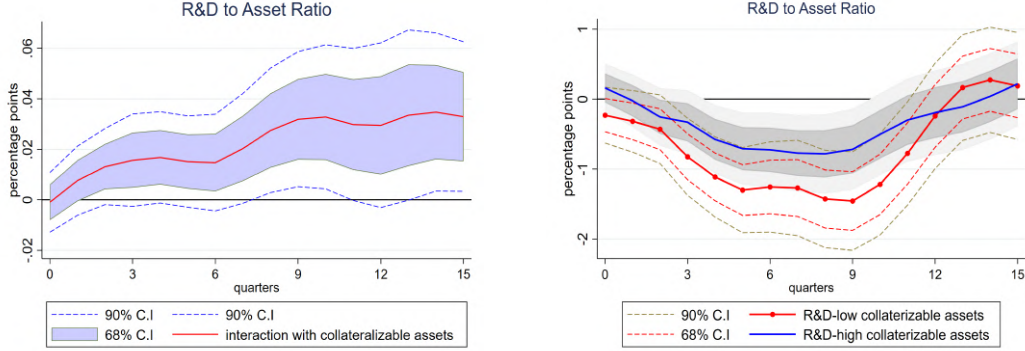 R&D to Asset Ratio
percentage points
.06
.04
.02
0
-.02
0 3 6 9 12 15
quarters
90% C.I 90% C.I
68% C.I interaction with collateralizable assets
R&D to Asset Ratio
percentage points
1
0
-1
-2
0 3 6 9 12 15
quarters
90% C.I R&D-low collaterizable assets
68% C.I R&D-high collaterizable assets